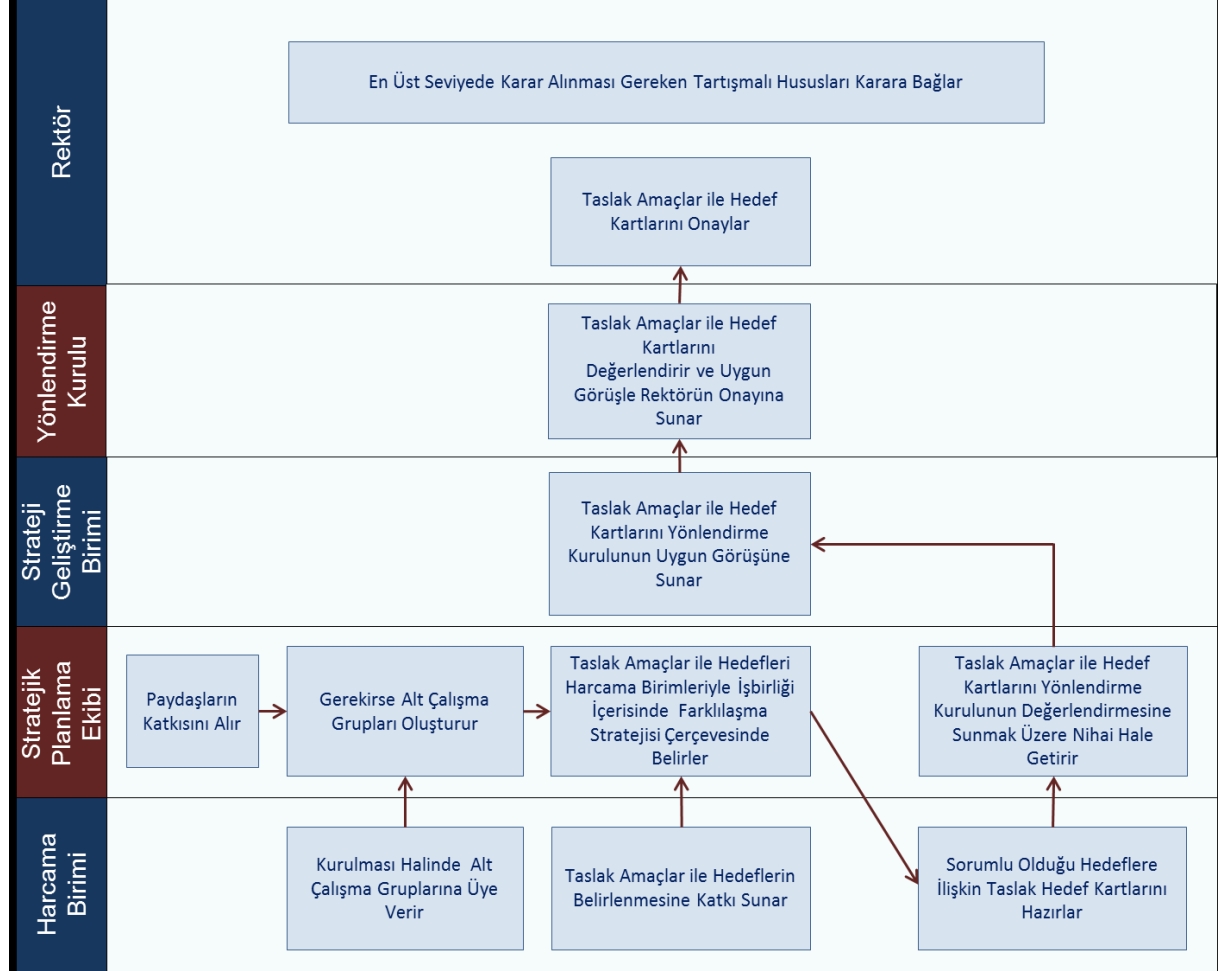 Rektör
En Üst Seviyede Karar Alınması Gereken Tartışmalı Hususları Karara Bağlar
Taslak Amaçlar ile Hedef
Kartlarını Onaylar
Yönlendirme
Kurulu
Taslak Amaçlar ile Hedef
Kartlarını
Değerlendirir ve Uygun
Görüşle Rektörün Onayına
Sunar
Strateji
Geliştirme
Birimi
Taslak Amaçlar ile Hedef
Kartlarını Yönlendirme
Kurulunun Uygun Görüşüne
Sunar
Stratejik
Planlama
Ekibi
Paydaşların
Katkısını Alır
Gerekirse Alt Çalışma
Grupları Oluşturur
Taslak Amaçlar ile Hedefleri
Harcama Birimleriyle İşbirliği
İçerisinde Farklılaşma
Stratejisi Çerçevesinde
Belirler
Taslak Amaçlar ile Hedef
Kartlarını Yönlendirme
Kurulunun Değerlendirmesine
Sunmak Üzere Nihai Hale
Getirir
Harcama
Birimi
Kurulması Halinde Alt
Çalışma Gruplarına Üye
Verir
Taslak Amaçlar ile Hedeflerin
Belirlenmesine Katkı Sunar
Sorumlu Olduğu Hedeflere
İlişkin Taslak Hedef Kartlarını
Hazırlar